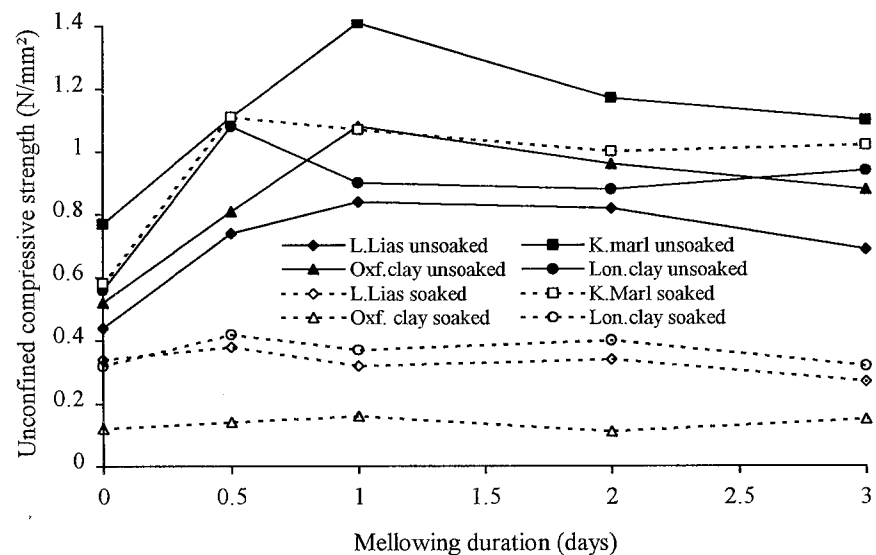 Unconfined compressive strength (N/mm²)
1.4
1.2
1
0.8
0.6
0.4
0.2
0
L.Lias unsoaked
K.marl unsoaked
Oxf.clay unsoaked
Lon.clay unsoaked
L.Lias soaked
K.Marl soaked
Oxf. clay soaked
Lon.clay soaked
0 0.5 1 1.5 2 2.5 3
Mellowing duration (days)